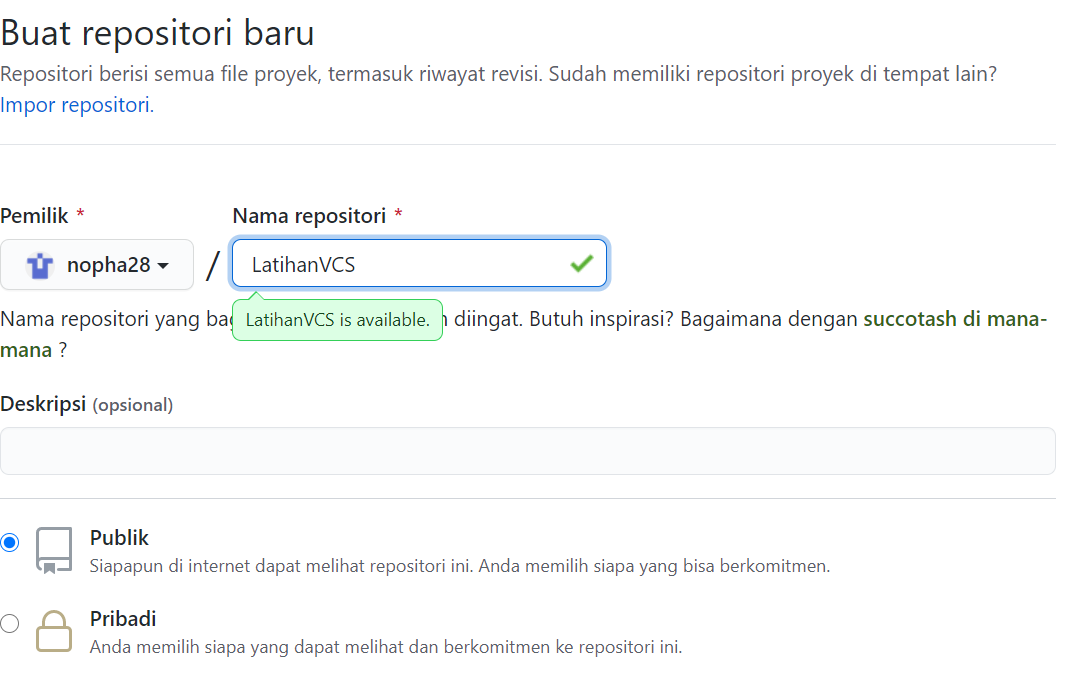 Buat repositori baru
Repositori berisi semua file proyek, termasuk riwayat revisi. Sudah memiliki repositori proyek di tempat lain?
Impor repositori.
Pemilik *
Nama repositori *
nopha28 / LatihanVCS
LatihanVCS is available.
Nama repositori yang diingat. Butuh inspirasi? Bagaimana dengan succotash di mana-
mana ?
Deskripsi (opsional)
Publik
Siapapun di internet dapat melihat repositori ini. Anda memilih siapa yang bisa berkomitmen.
Pribadi
Anda memilih siapa yang dapat melihat dan berkomitmen ke repositori ini.